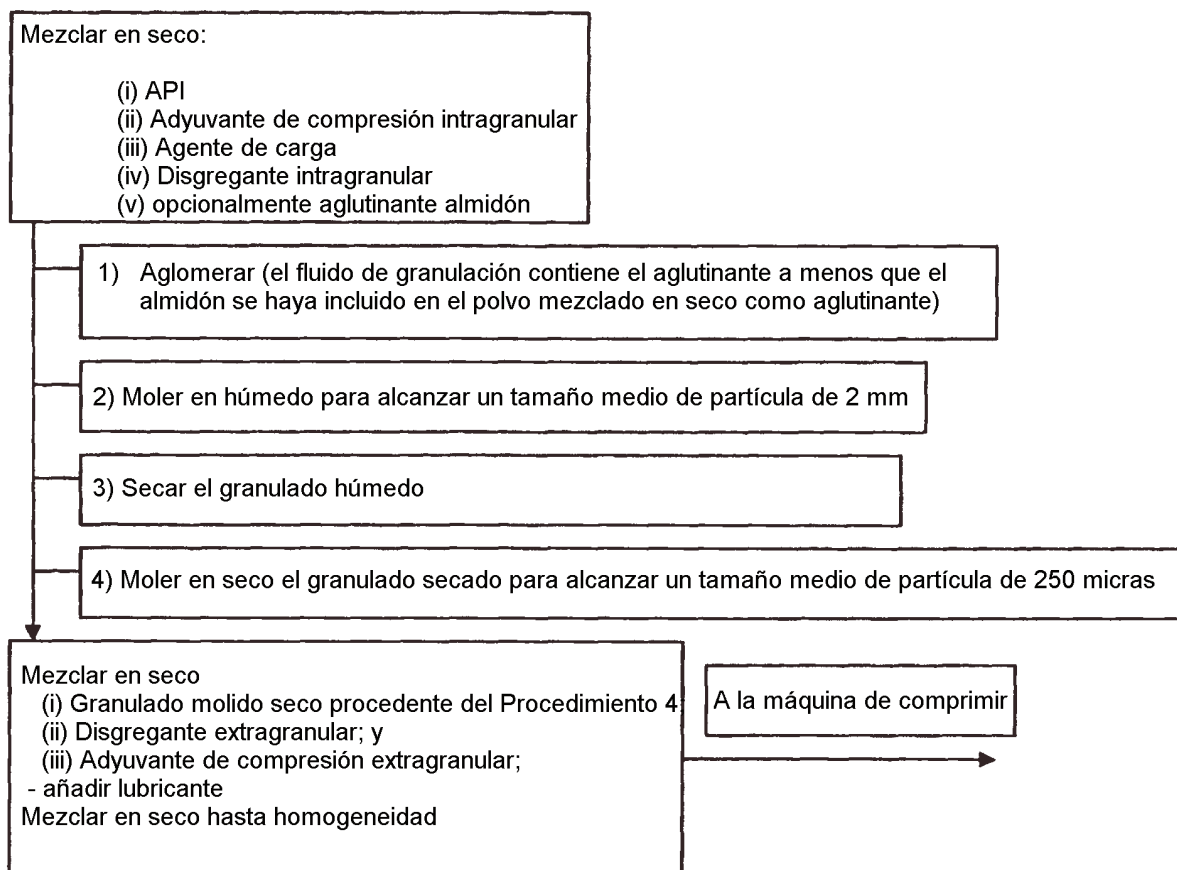 Mezclar en seco:
(i) API
(ii) Adyuvante de compresión intragranular
(iii) Agente de carga
(iv) Disgregante intragranular
(v) opcionalmente aglutinante almidón
1) Aglomerar (el fluido de granulación contiene el aglutinante a menos que el
almidón se haya incluido en el polvo mezclado en seco como aglutinante)
2) Moler en húmedo para alcanzar un tamaño medio de partícula de 2 mm
3) Secar el granulado húmedo
4) Moler en seco el granulado secado para alcanzar un tamaño medio de partícula de 250 micras
Mezclar en seco
(i) Granulado molido seco procedente del Procedimiento 4
(ii) Disgregante extragranular; y
(iii) Adyuvante de compresión extragranular;
- añadir lubricante
Mezclar en seco hasta homogeneidad
A la máquina de comprimir